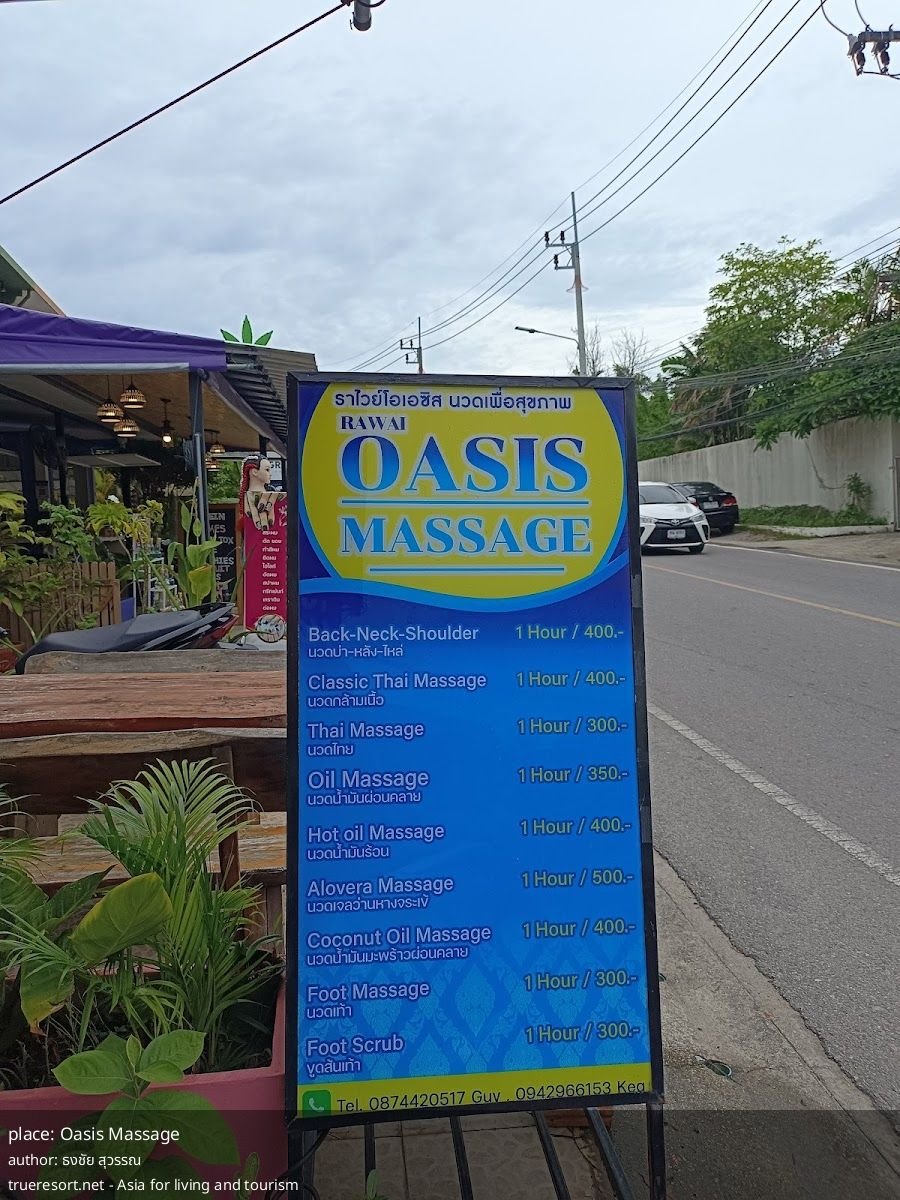 ราไวย์โอเอซิส นวดเพื่อสุขภาพ
RAWAI
OASIS
MASSAGE
Back-Neck-Shoulder 1 Hour / 400.-
นวดบ่า-หลัง-ไหล่
Classic Thai Massage 1 Hour / 400.-
นวดกล้ามเนื้อ
Thai Massage 1 Hour / 300.-
นวดไทย
Oil Massage 1 Hour / 350.-
นวดน้ำมันผ่อนคลาย
Hot oil Massage 1 Hour / 400.-
นวดน้ำมันร้อน
Alovera Massage 1 Hour / 500.-
นวดเจลว่านหางจระเข้
Coconut Oil Massage 1 Hour / 400.-
นวดน้ำมันมะพร้าวผ่อนคลาย
Foot Massage 1 Hour / 300.-
นวดเท้า
Foot Scrub 1 Hour / 300.-
ขูดส้นเท้า
Tel. 0874420517 Guy . 0942966153 Keg
place: Oasis Massage
author: ธงชัย สุวรรณ
trueresort.net - Asia for living and tourism